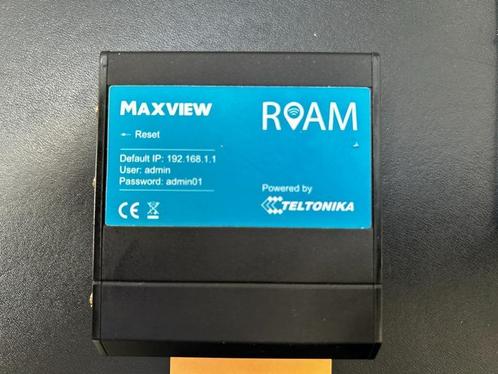 MAXVIEW
ROAM
← Reset
Default IP: 192.168.1.1
User: admin
Password: admin01
Powered by
TELTONIKA
CE